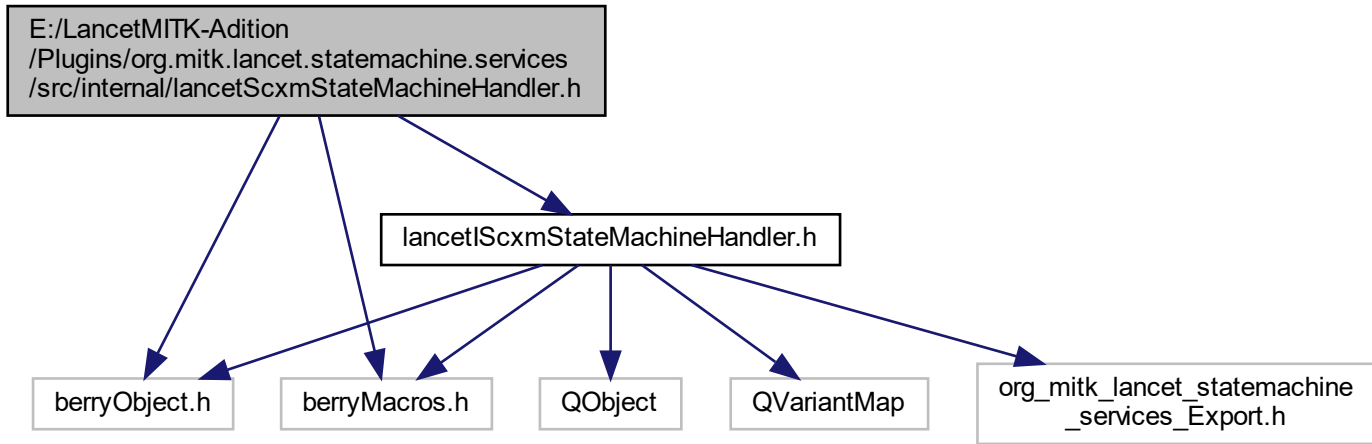 E:/LancetMITK-Adition
/Plugins/org.mitk.lancet.statemachine.services
/src/internal/lancetScxmStateMachineHandler.h
lancetIScxmStateMachineHandler.h
berryObject.h
berryMacros.h
QObject
QVariantMap
org_mitk_lancet_statemachine
_services_Export.h